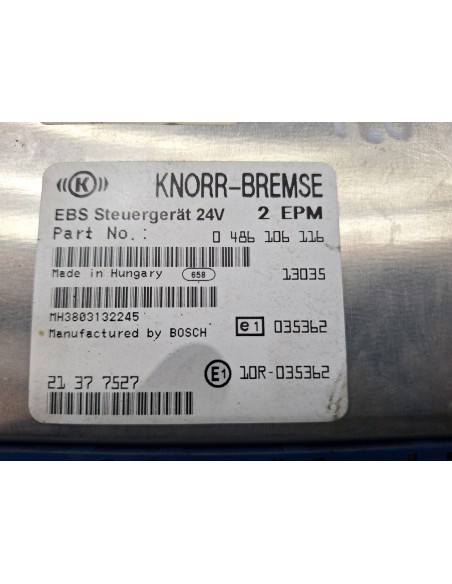 ((K)) KNORR-BREMSE
EBS Steuergerät 24V 2 EPM
Part No.: 0 486 106 116
Made in Hungary 658 13035
MH3803132245
Manufactured by BOSCH e1 035362
21 37 7527 E1 10R-035362